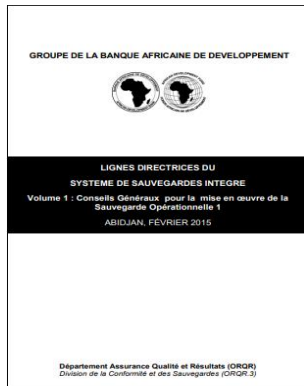 GROUPE DE LA BANQUE AFRICAINE DE DEVELOPPEMENT
LIGNES DIRECTRICES DU
SYSTEME DE SAUVEGARDES INTEGRE
Volume 1 : Conseils Généraux pour la mise en œuvre de la
Sauvegarde Opérationnelle 1
ABIDJAN, FÉVRIER 2015
Département Assurance Qualité et Résultats (ORQR)
Division de la Conformité et des Sauvegardes (ORQR.3)